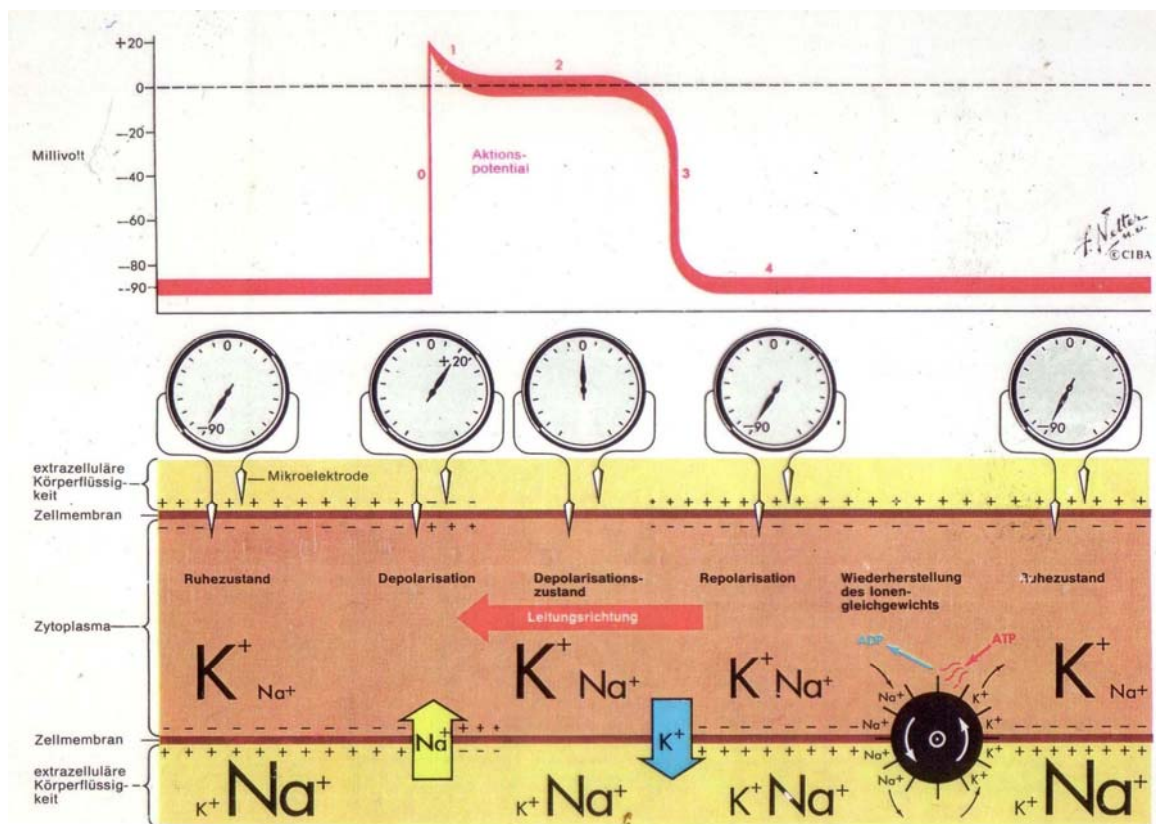 +20
0
--20
--40
--60
--80
--90
Millivolt
0
1
2
3
4
Aktions-
potential
f. Netter
©CIBA
0
--90
0
+20
0
0
--90
0
--90
extrazelluläre
Körperflüssig-
keit
Mikroelektrode
+ + + + + + + + + + + + + + +
Zellmembran
Zytoplasma
Ruhezustand
Depolarisation
Depolarisations-
zustand
Repolarisation
Wiederherstellung
des Ionen-
gleichgewichts
Ruhezustand
Leitungsrichtung
ADP
ATP
K+ Na+
K+ Na+
K+ Na+
K+ Na+
Na+
Na+
Na+
Na+
K+
K+
K+
K+
Na+
K+
Zellmembran
extrazelluläre
Körperflüssig-
keit
K+ Na+
K+ Na+
K+ Na+
K+ Na+